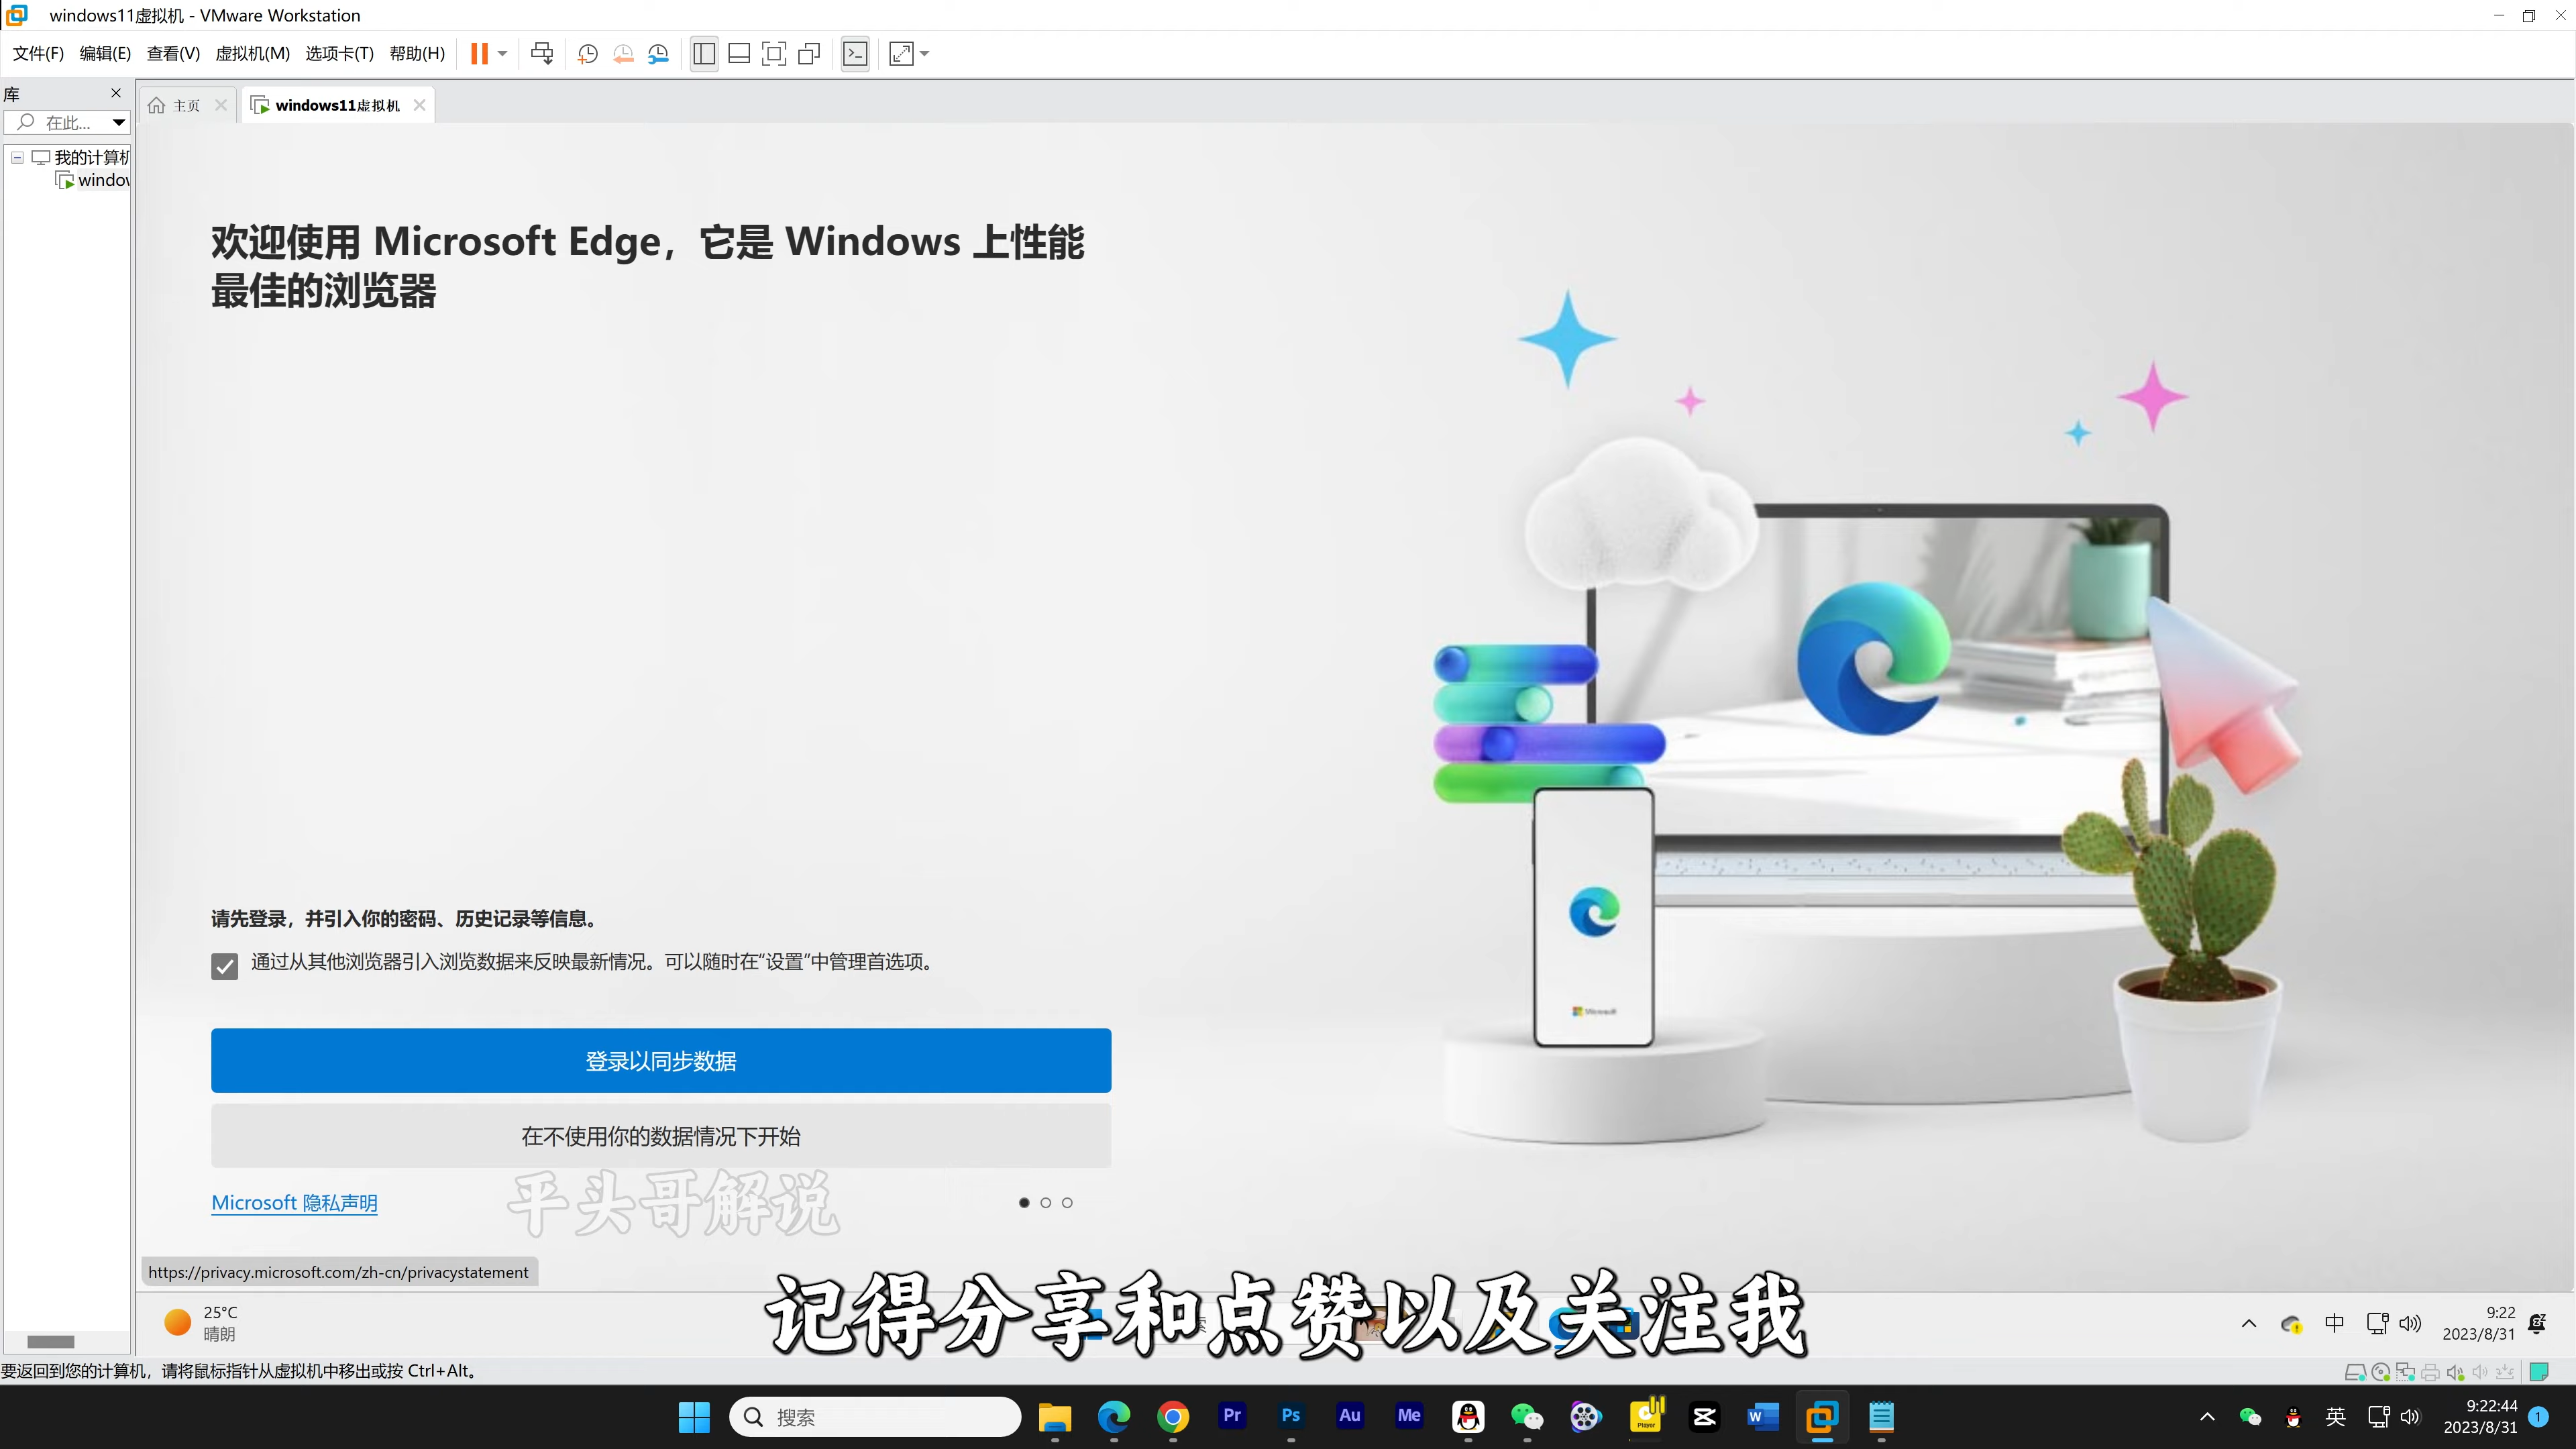 windows11虚拟机 - VMware Workstation
文件(F) 编辑(E) 查看(V) 虚拟机(M) 选项卡(T) 帮助(H)
库
主页
windows11虚拟机
在此...
我的计算机
window
欢迎使用 Microsoft Edge，它是 Windows 上性能
最佳的浏览器
请先登录，并引入你的密码、历史记录等信息。
通过从其他浏览器引入浏览数据来反映最新情况。可以随时在“设置”中管理首选项。
登录以同步数据
在不使用你的数据情况下开始
Microsoft 隐私声明
平头哥解说
Microsoft
https://privacy.microsoft.com/zh-cn/privacystatement
记得分享和点赞以及关注我
25°C
晴朗
中
9:22
2023/8/31
要返回到您的计算机，请将鼠标指针从虚拟机中移出或按 Ctrl+Alt。
搜索
Pr
Ps
Au
Me
Player
W
英
9:22:44
2023/8/31
1